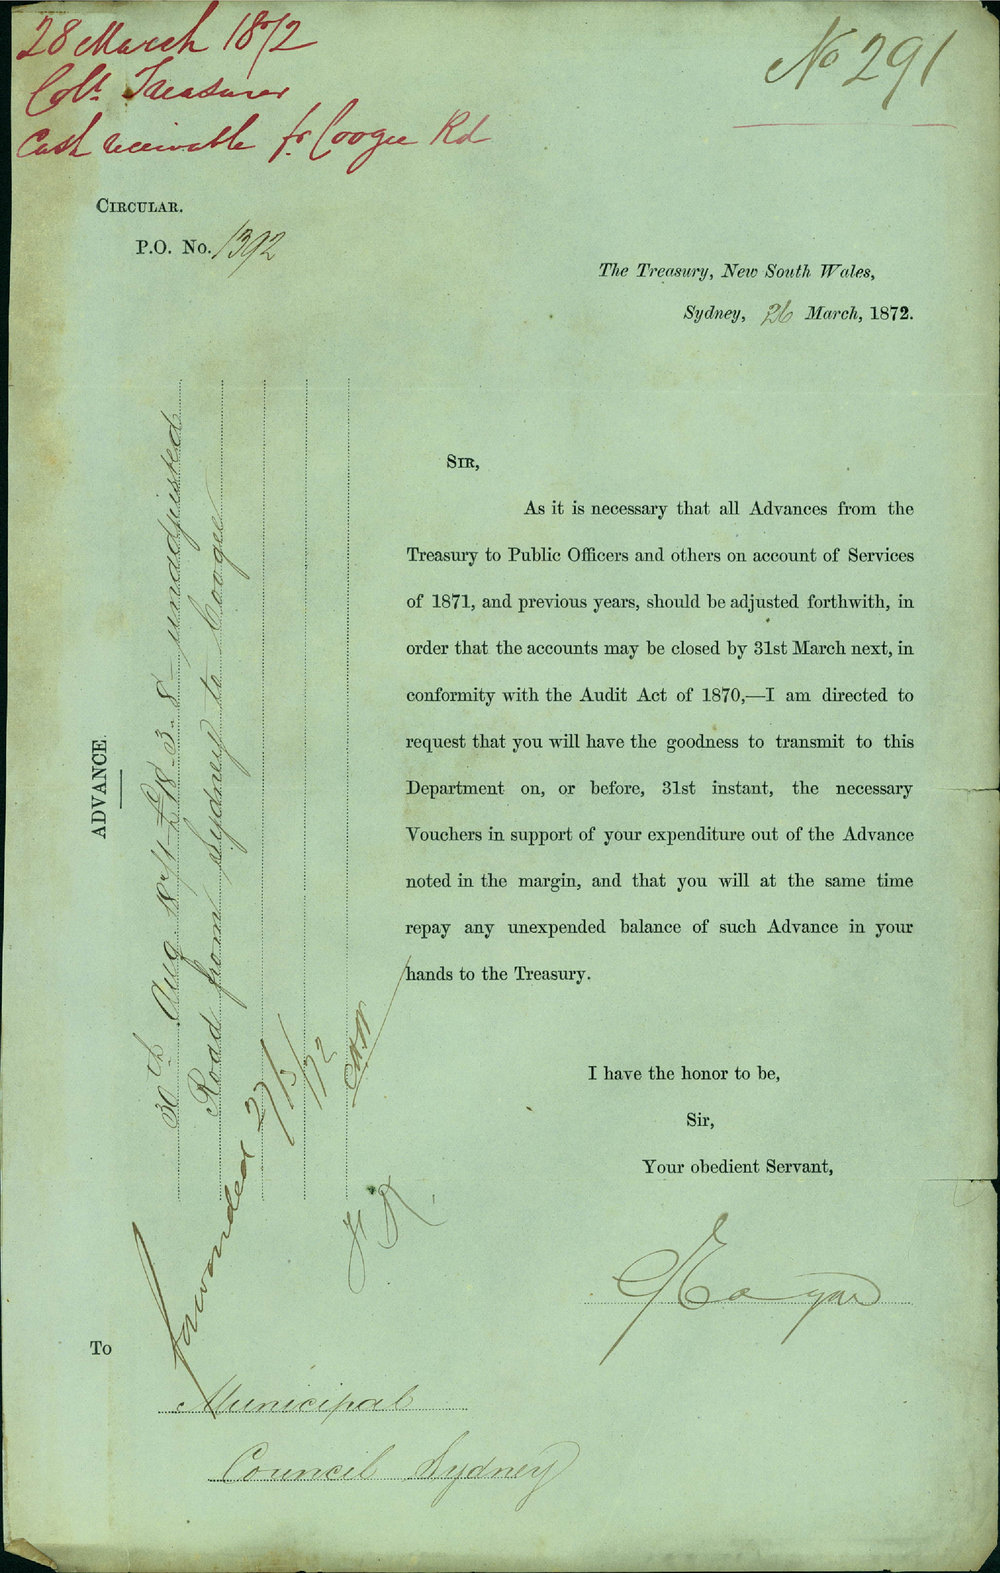 28 March 1872
Coll Treasurer
Cash receivable fr Coogee Rd
No 291
CIRCULAR.
P.O. No. 1392
The Treasury, New South Wales,
Sydney, 26 March, 1872.
ADVANCE.
30th Aug 1871 £18-3-8 unadjusted
Road from Sydney to Coogee
forwarded 27/3/72
SIR,
As it is necessary that all Advances from the
Treasury to Public Officers and others on account of Services
of 1871, and previous years, should be adjusted forthwith, in
order that the accounts may be closed by 31st March next, in
conformity with the Audit Act of 1870,—I am directed to
request that you will have the goodness to transmit to this
Department on, or before, 31st instant, the necessary
Vouchers in support of your expenditure out of the Advance
noted in the margin, and that you will at the same time
repay any unexpended balance of such Advance in your
hands to the Treasury.
I have the honor to be,
Sir,
Your obedient Servant,
To
Municipal
Council Sydney